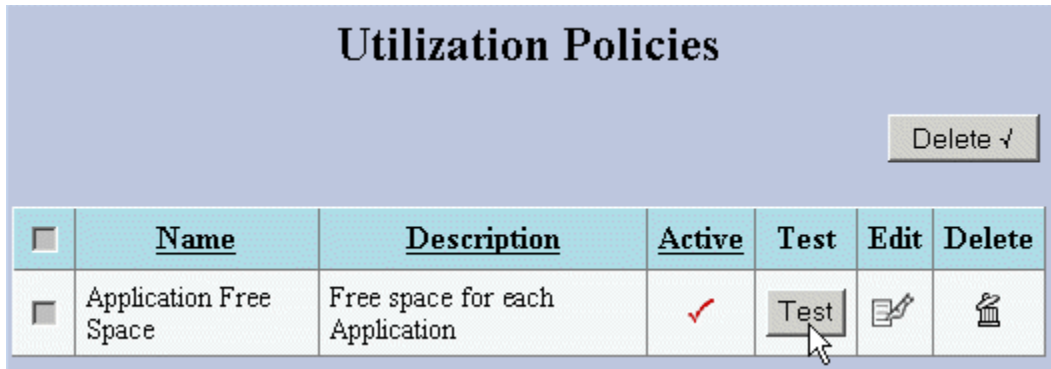 Utilization Policies
Delete √
Name Description Active Test Edit Delete
Application Free Space Free space for each Application Test